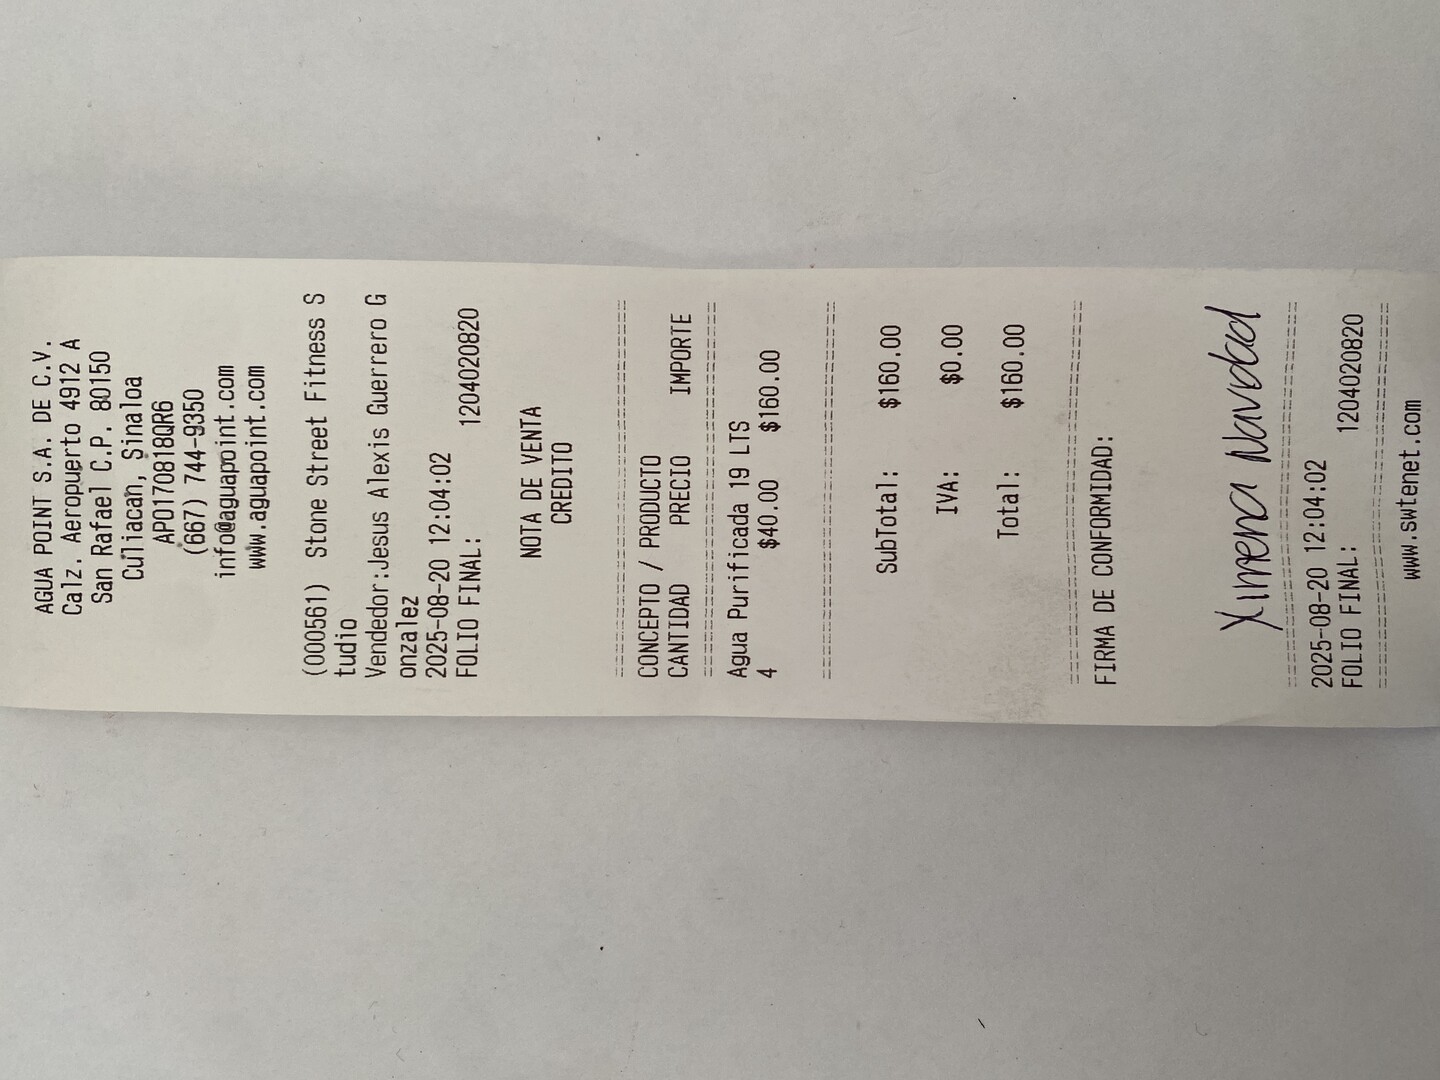 AGUA POINT S.A. DE C.V.
Calz. Aeropuerto 4912 A
San Rafael C.P. 80150
Culiacan, Sinaloa
APO170818QR6
(667) 744-9350
info@aguapoint.com
www.aguapoint.com
(000561) Stone Street Fitness S
tudio
Vendedor:Jesus Alexis Guerrero G
onzalez
2025-08-20 12:04:02
FOLIO FINAL: 1204020820
NOTA DE VENTA
CREDITO
CONCEPTO / PRODUCTO
CANTIDAD PRECIO IMPORTE
Agua Purificada 19 LTS
4 $40.00 $160.00
SubTotal: $160.00
IVA: $0.00
Total: $160.00
FIRMA DE CONFORMIDAD:
Ximena Navidad
2025-08-20 12:04:02
FOLIO FINAL: 1204020820
www.swtenet.com